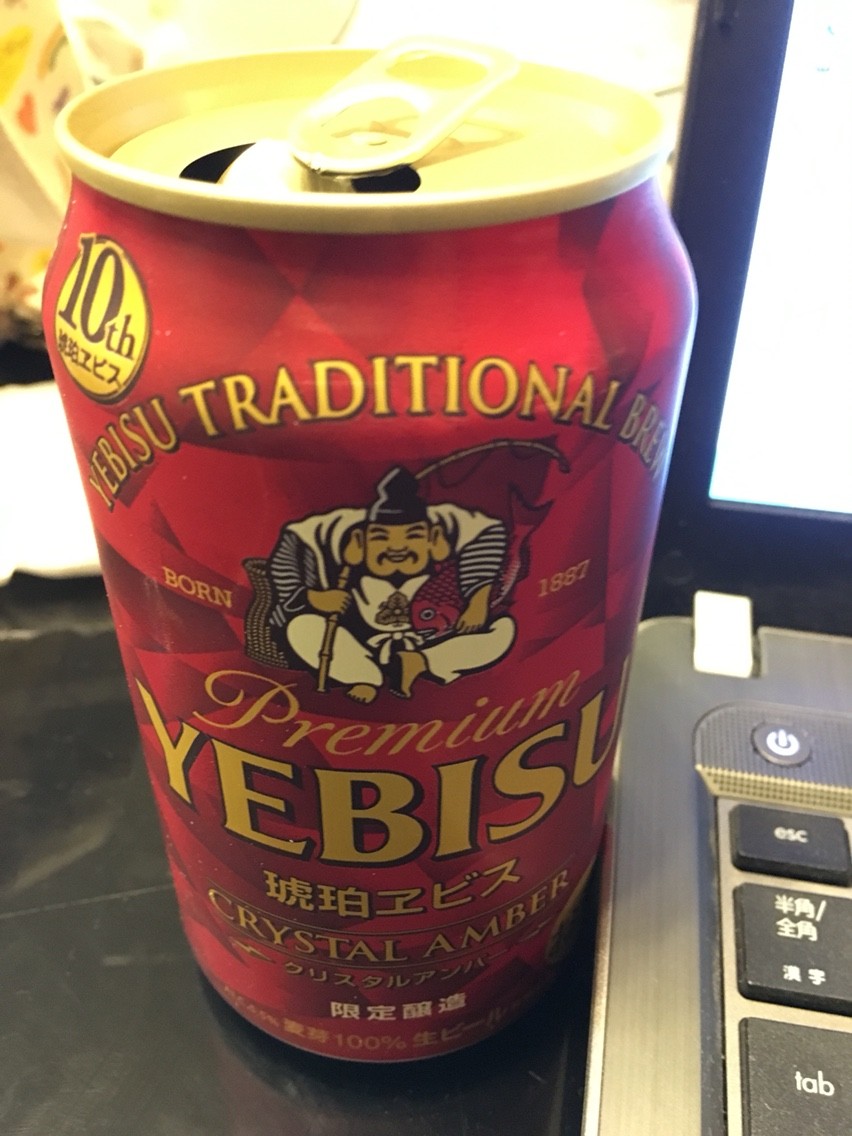 10th
琥珀ヱビス
YEBISU TRADITIONAL BREW
BORN 1887
Premium
YEBISU
琥珀ヱビス
CRYSTAL AMBER
クリスタルアンバー
限定醸造
麦芽100% 生ビール
esc
半角/
全角
漢字
tab